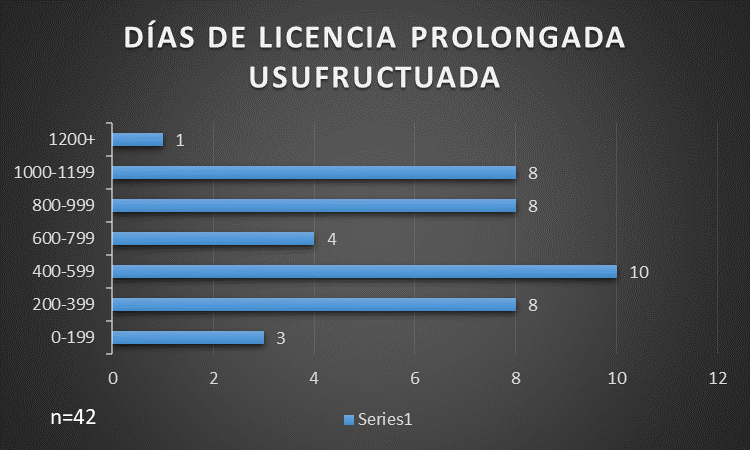 DÍAS DE LICENCIA PROLONGADA
USUFRUCTUADA
1200+ 1
1000-1199 8
800-999 8
600-799 4
400-599 10
200-399 8
0-199 3
0 2 4 6 8 10 12
n=42 Series1